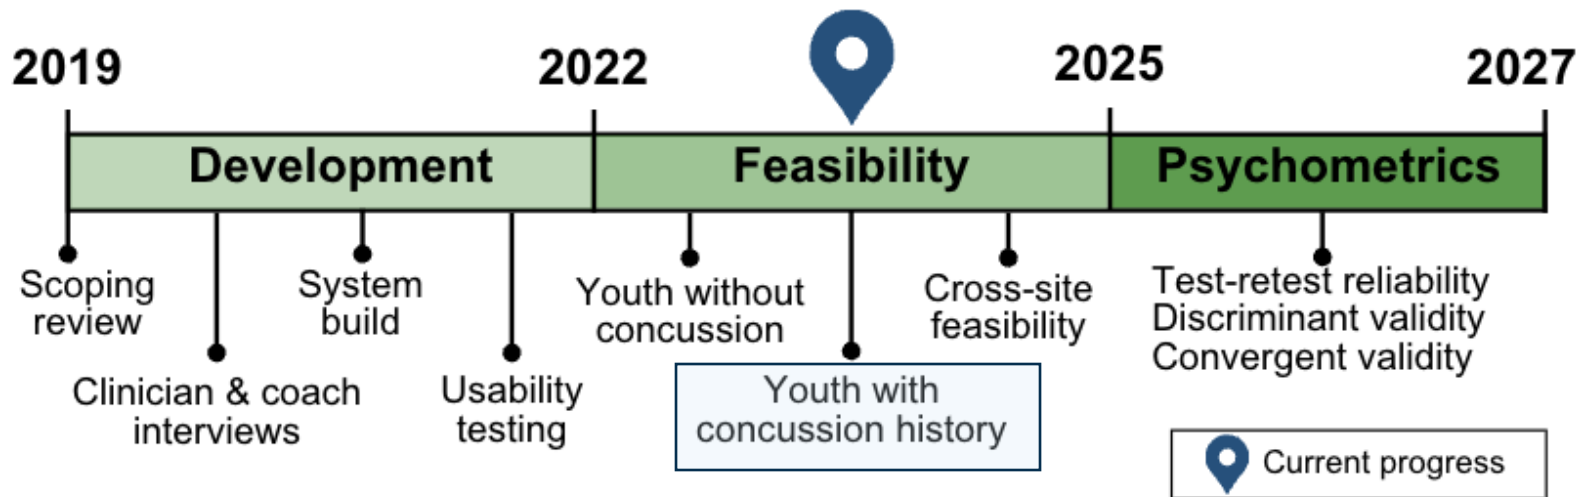 2019
2022
2025
2027
Development
Feasibility
Psychometrics
Scoping
review
Clinician & coach
interviews
System
build
Usability
testing
Youth without
concussion
Youth with
concussion history
Cross-site
feasibility
Test-retest reliability
Discriminant validity
Convergent validity
Current progress